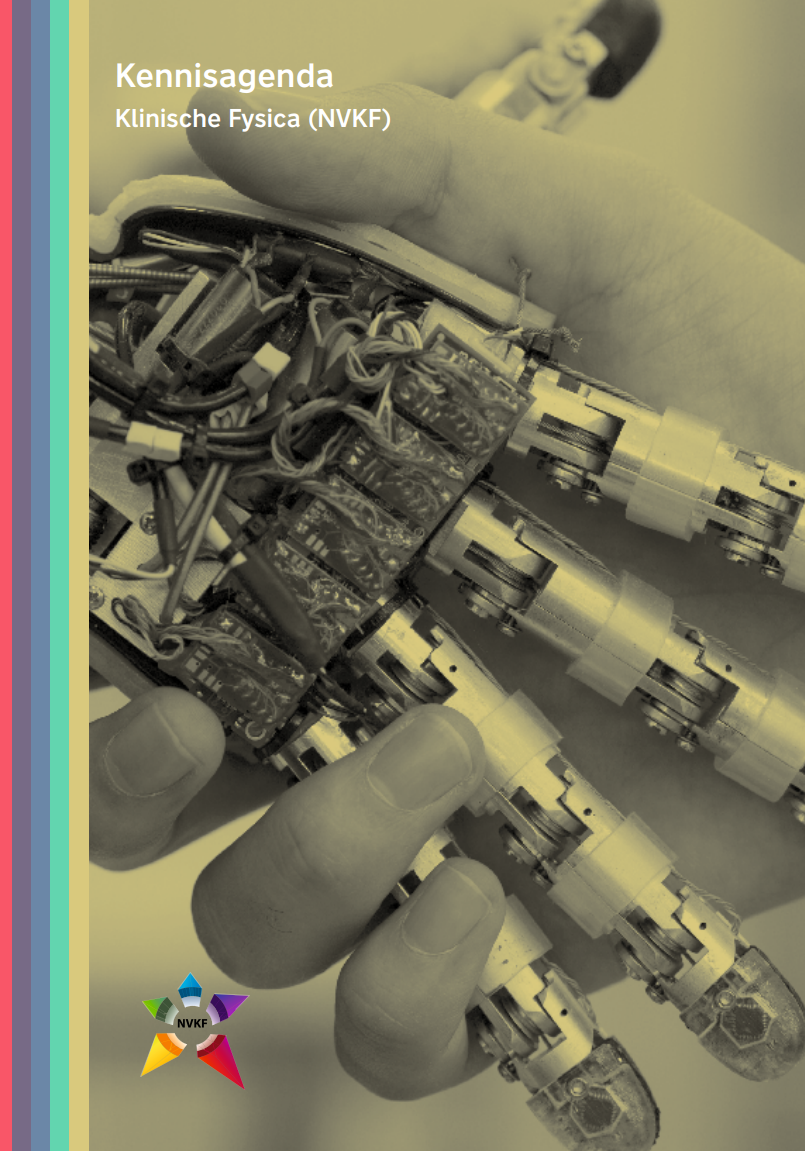 Kennisagenda
Klinische Fysica (NVKF)
NVKF